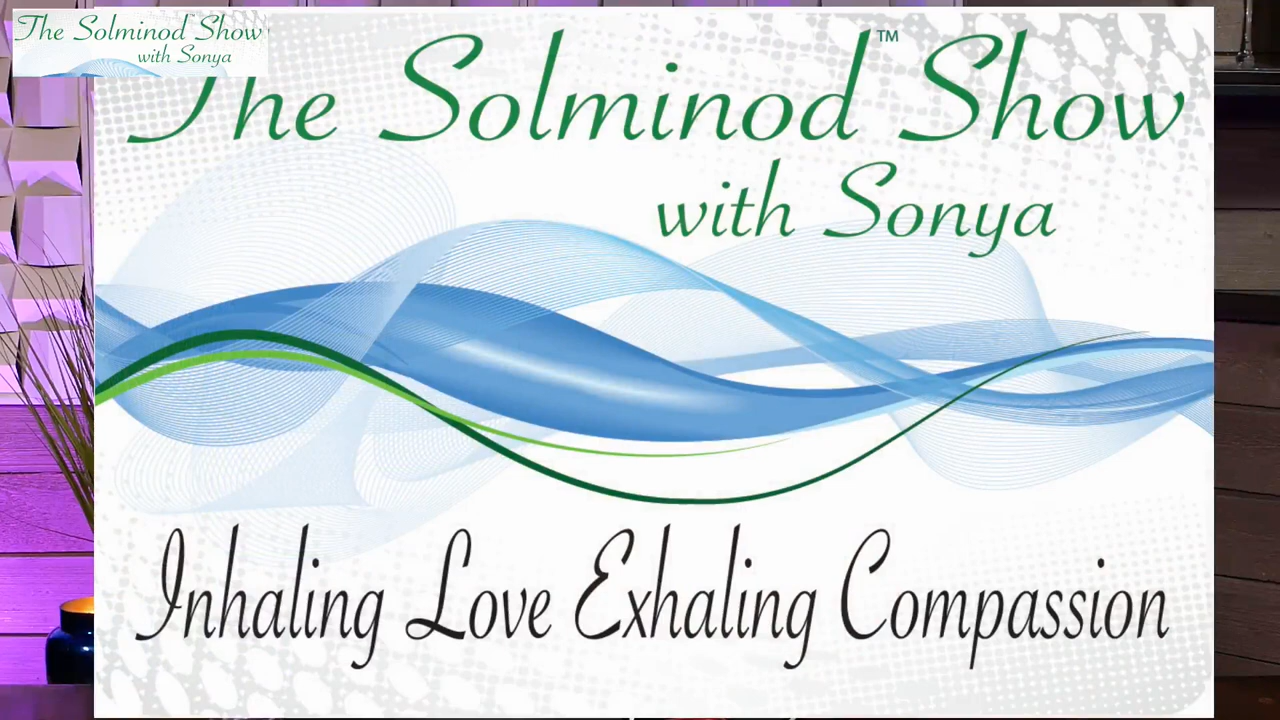 The Solminod Show
with Sonya
The Solminod™ Show
with Sonya
Inhaling Love Exhaling Compassion